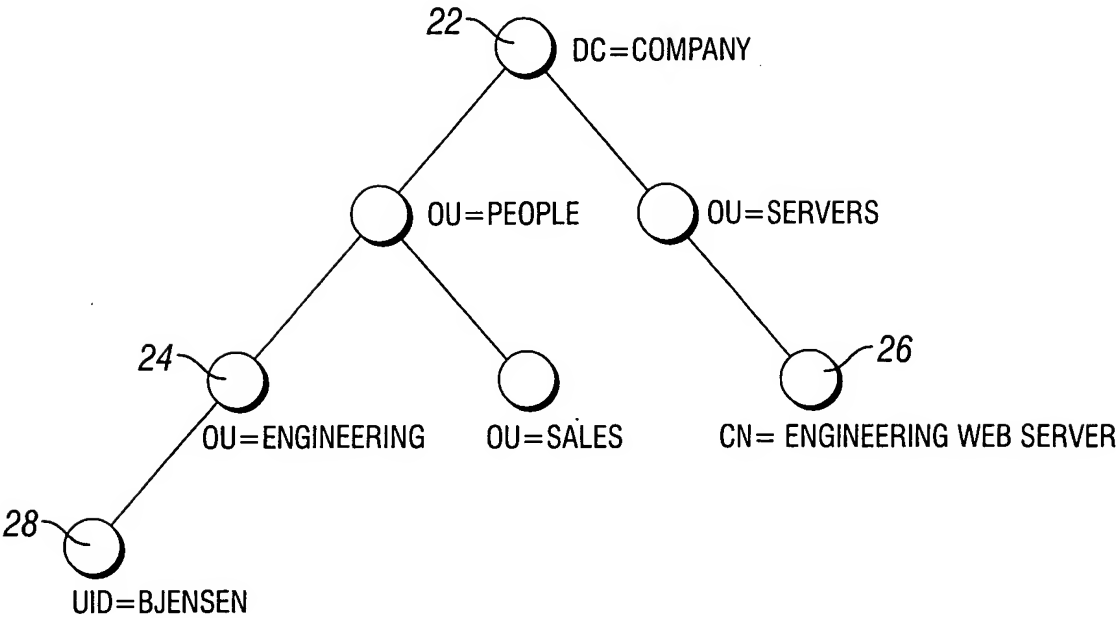 22
DC=COMPANY
OU=PEOPLE
OU=SERVERS
24
26
OU=ENGINEERING
OU=SALES
CN= ENGINEERING WEB SERVER
28
UID=BJENSEN